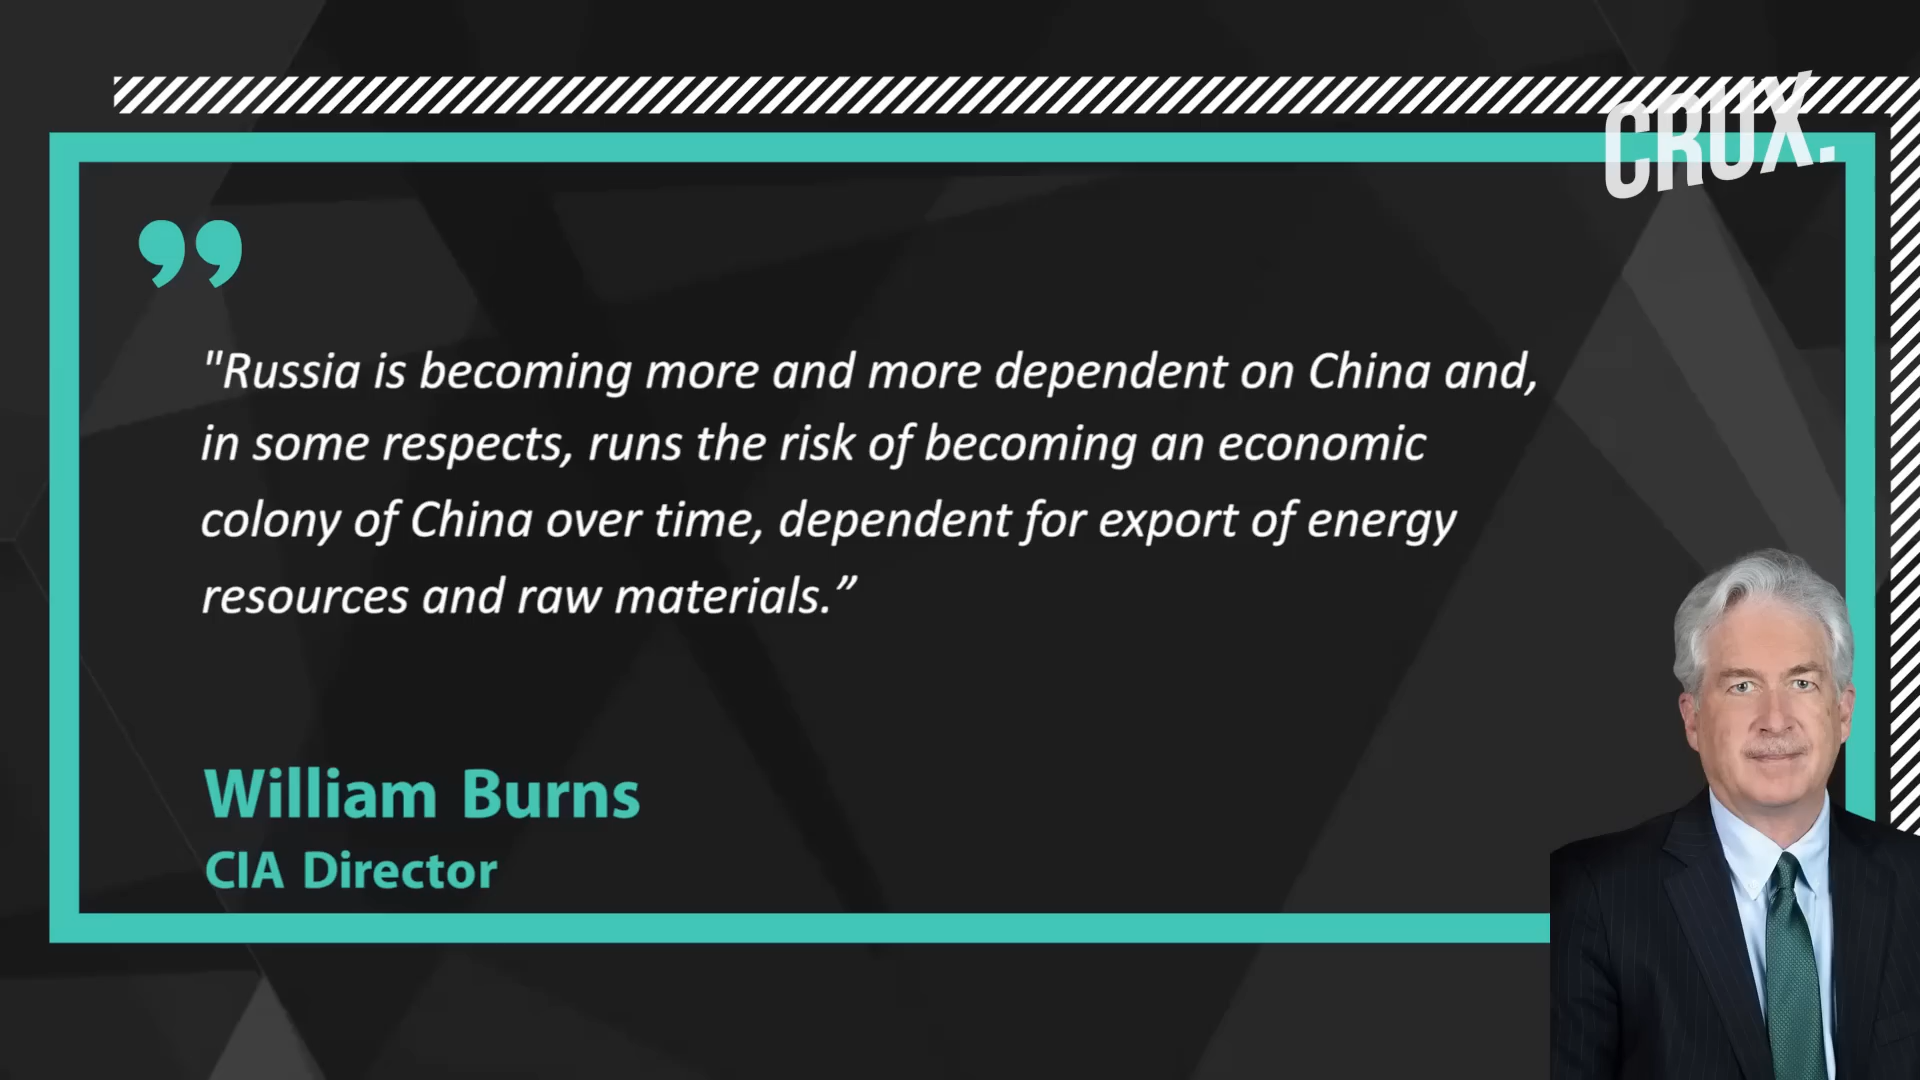 CRUX.
"Russia is becoming more and more dependent on China and,
in some respects, runs the risk of becoming an economic
colony of China over time, dependent for export of energy
resources and raw materials.”
William Burns
CIA Director